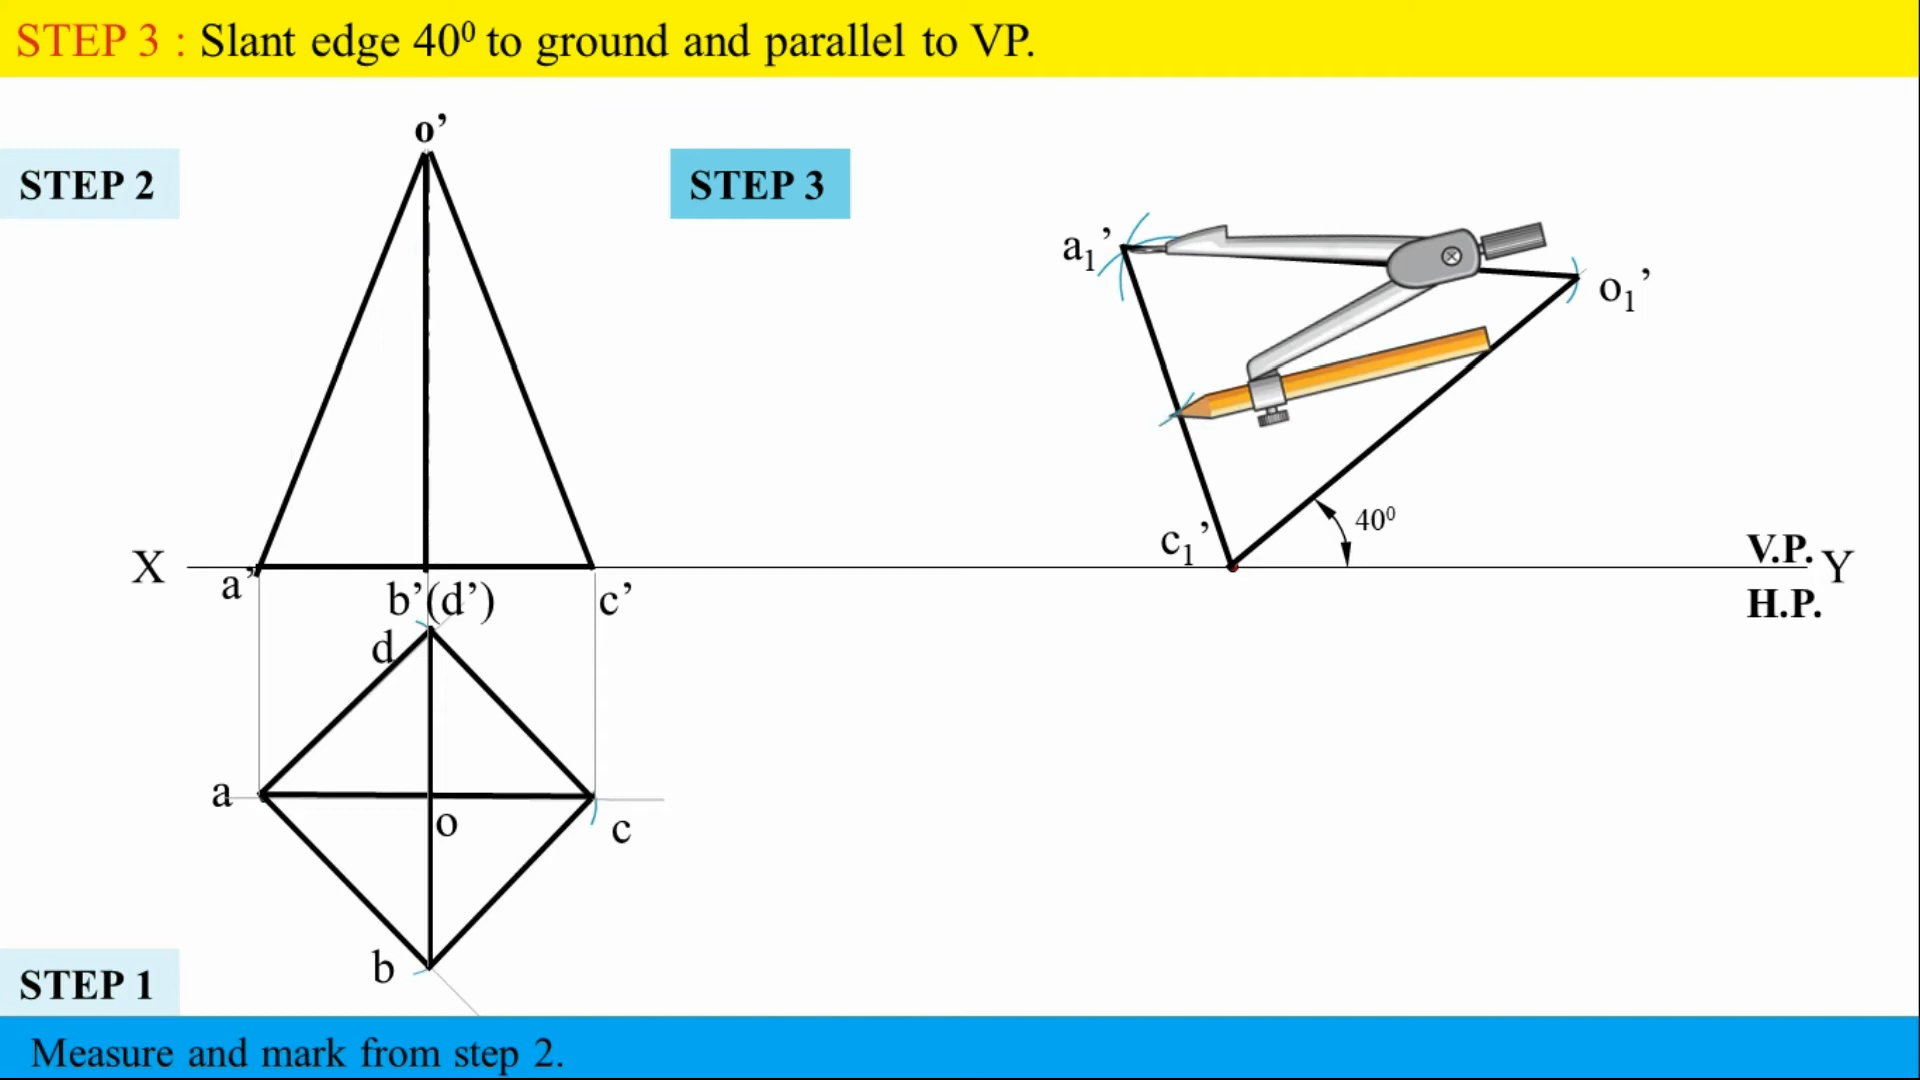 STEP 3 : Slant edge 40⁰ to ground and parallel to VP.
o’
STEP 2
STEP 3
a₁’
o₁’
40⁰
c₁’
X
V.P.
Y
a’
b’(d’)
c’
H.P.
d
a
o
c
b
STEP 1
Measure and mark from step 2.